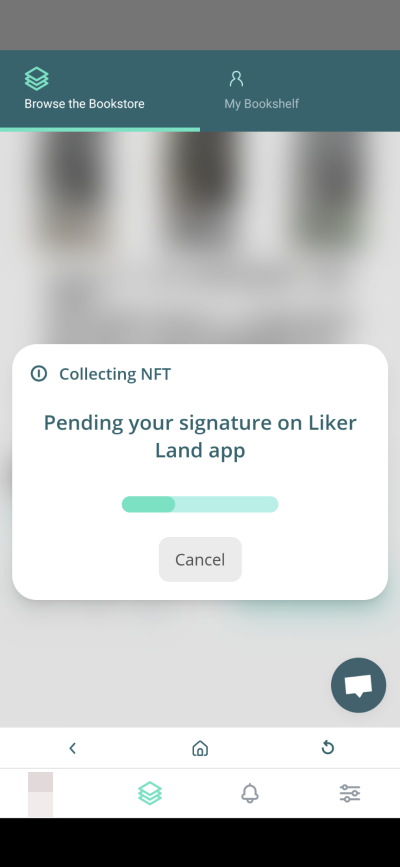 Browse the Bookstore
My Bookshelf
Collecting NFT
Pending your signature on Liker
Land app
Cancel